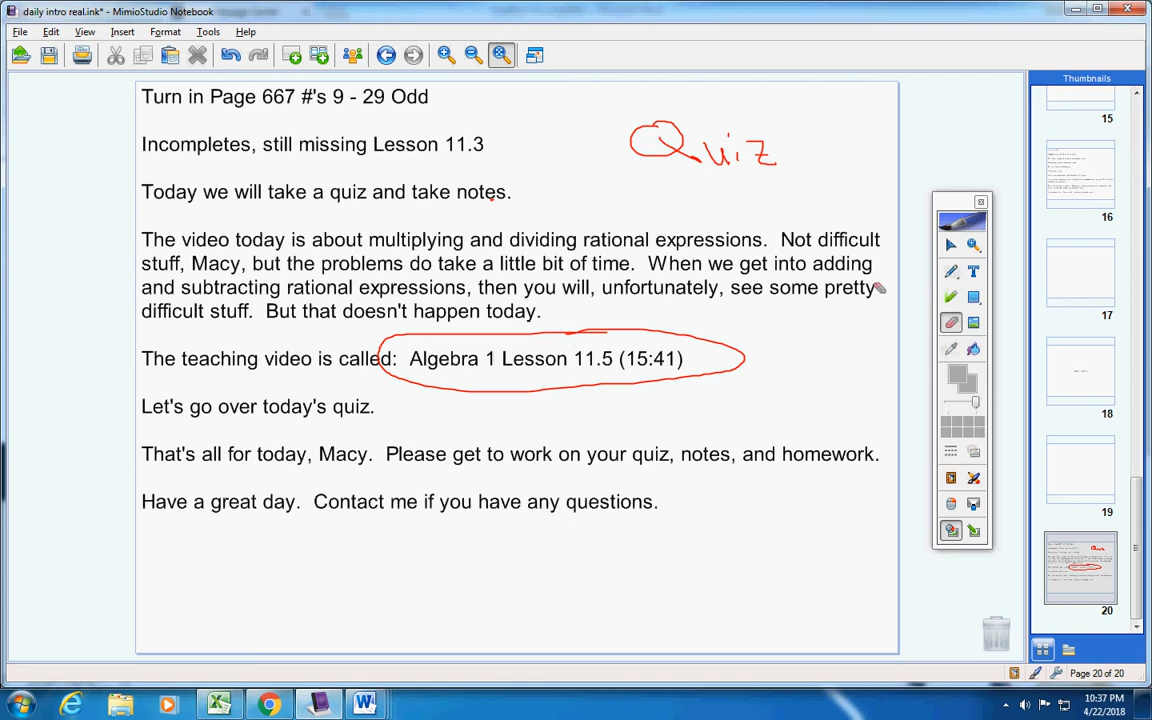 daily intro real.ink* - MimioStudio Notebook
File Edit View Insert Format Tools Help
Turn in Page 667 #'s 9 - 29 Odd
Quiz
Incompletes, still missing Lesson 11.3
Today we will take a quiz and take notes.
The video today is about multiplying and dividing rational expressions.  Not difficult
stuff, Macy, but the problems do take a little bit of time.  When we get into adding
and subtracting rational expressions, then you will, unfortunately, see some pretty
difficult stuff.  But that doesn't happen today.
The teaching video is called:  Algebra 1 Lesson 11.5 (15:41)
Let's go over today's quiz.
That's all for today, Macy.  Please get to work on your quiz, notes, and homework.
Have a great day.  Contact me if you have any questions.
Thumbnails
15
16
17
18
19
20
Page 20 of 20
10:37 PM
4/22/2018